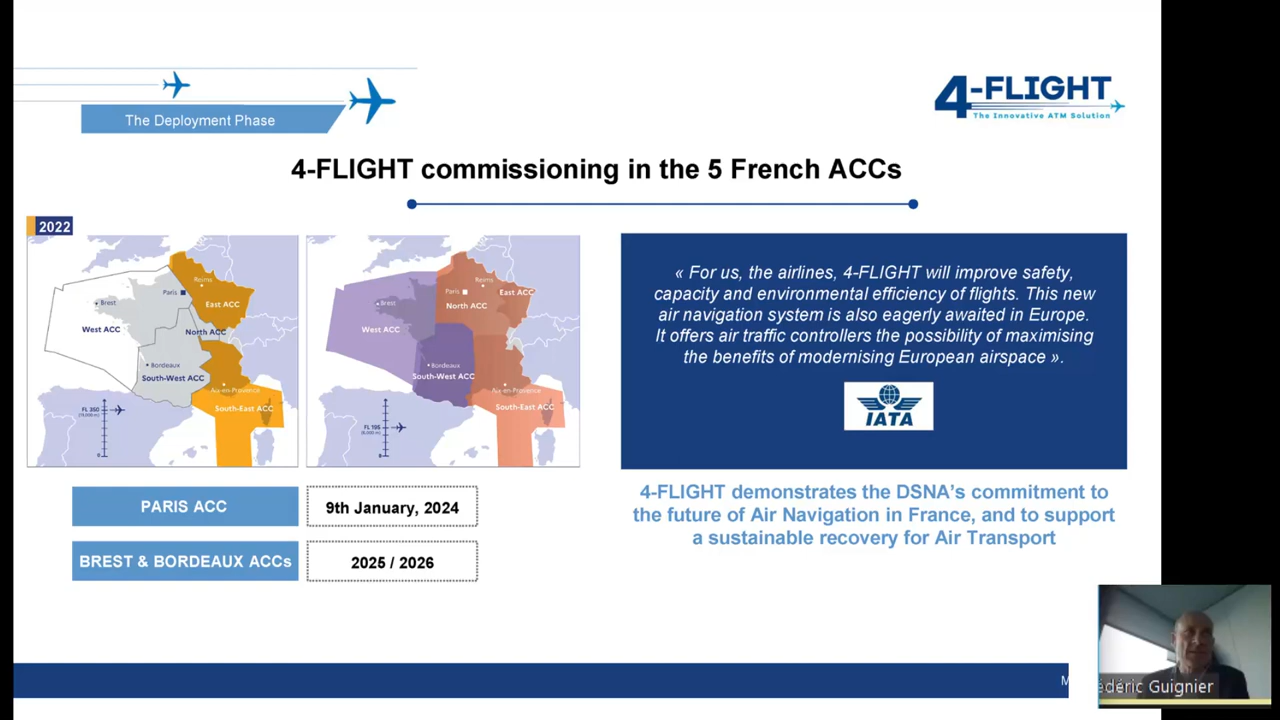 The Deployment Phase
4-FLIGHT
The Innovative ATM Solution
4-FLIGHT commissioning in the 5 French ACCs
2022
Reims
Paris
East ACC
Brest
West ACC
North ACC
Bordeaux
South-West ACC
Aix-en-Provence
South-East ACC
FL 350
0
Reims
Paris
East ACC
North ACC
Brest
West ACC
Bordeaux
South-West ACC
Aix-en-Provence
South-East ACC
FL 195
0
« For us, the airlines, 4-FLIGHT will improve safety,
capacity and environmental efficiency of flights. This new
air navigation system is also eagerly awaited in Europe.
It offers air traffic controllers the possibility of maximising
the benefits of modernising European airspace ».
IATA
PARIS ACC
9th January, 2024
BREST & BORDEAUX ACCs
2025 / 2026
4-FLIGHT demonstrates the DSNA's commitment to
the future of Air Navigation in France, and to support
a sustainable recovery for Air Transport
édéric Guignier